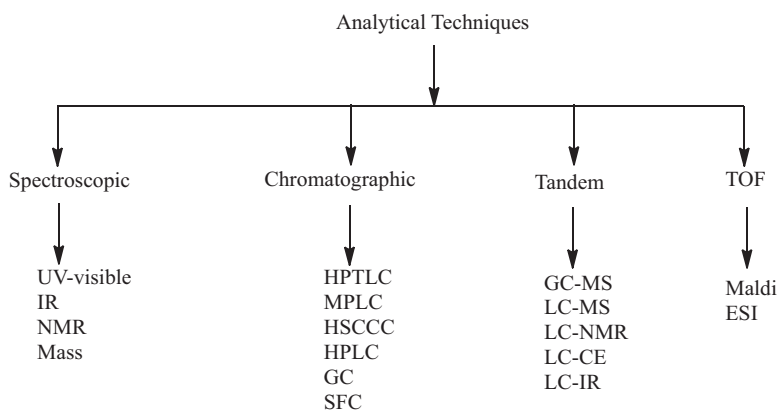 Analytical Techniques
Spectroscopic
Chromatographic
Tandem
TOF
UV-visible
IR
NMR
Mass
HPTLC
MPLC
HSCCC
HPLC
GC
SFC
GC-MS
LC-MS
LC-NMR
LC-CE
LC-IR
Maldi
ESI